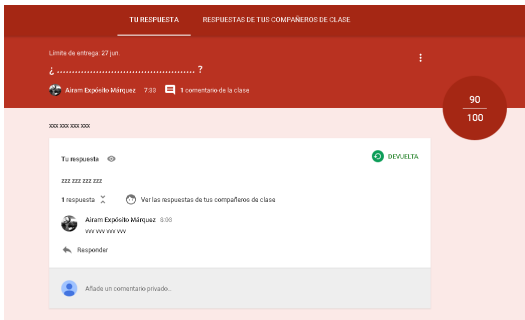 TU RESPUESTA RESPUESTAS DE TUS COMPAÑEROS DE CLASE
Límite de entrega: 27 jun.
¿ .............................................. ?
Airam Expósito Márquez 7:33 1 comentario de la clase
90
100
xxx xxx xxx xxx
Tu respuesta DEVUELTA
zzz zzz zzz zzz
1 respuesta Ver las respuestas de tus compañeros de clase
Airam Expósito Márquez 8:03
vvv vvv vvv vvv
Responder
Añade un comentario privado...